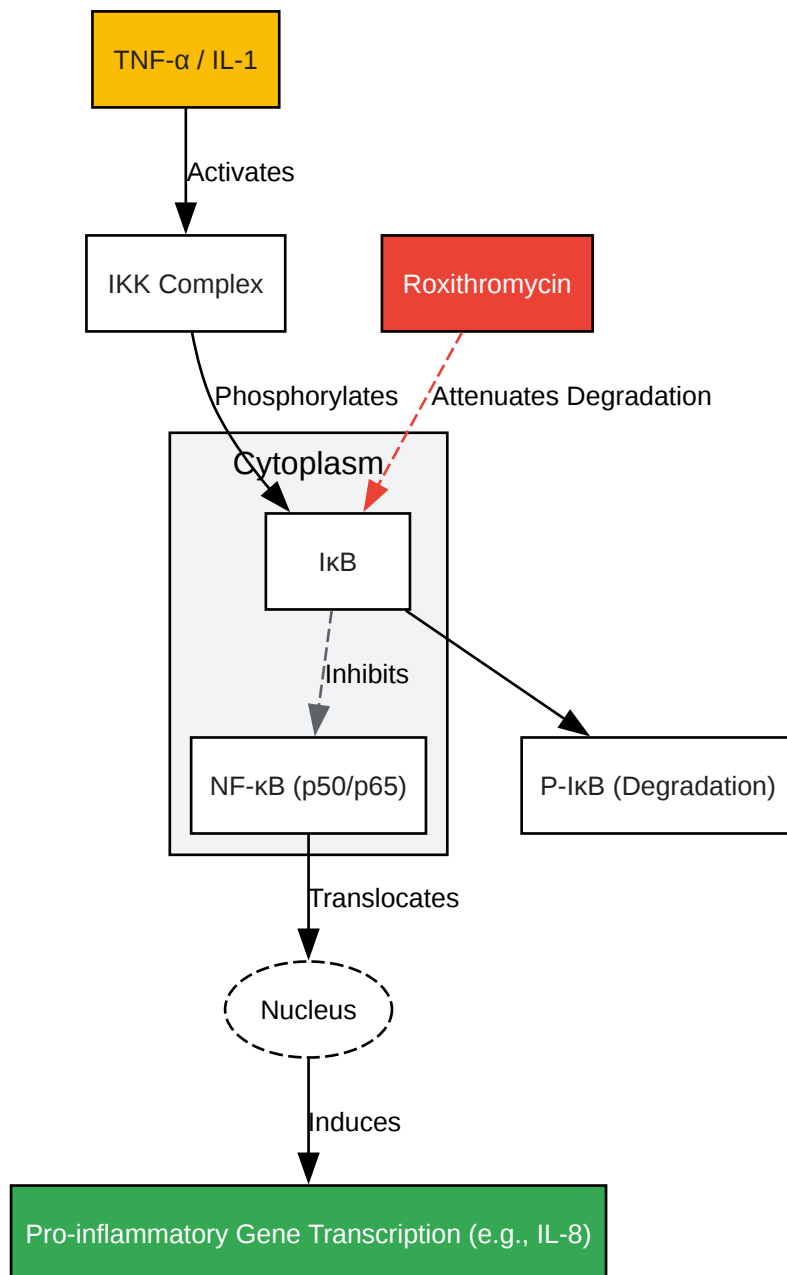 TNF-α / IL-1
Activates
IKK Complex
Roxithromycin
Phosphorylates
Attenuates Degradation
Cytoplasm
IκB
Inhibits
NF-κB (p50/p65)
P-IκB (Degradation)
Translocates
Nucleus
Induces
Pro-inflammatory Gene Transcription (e.g., IL-8)